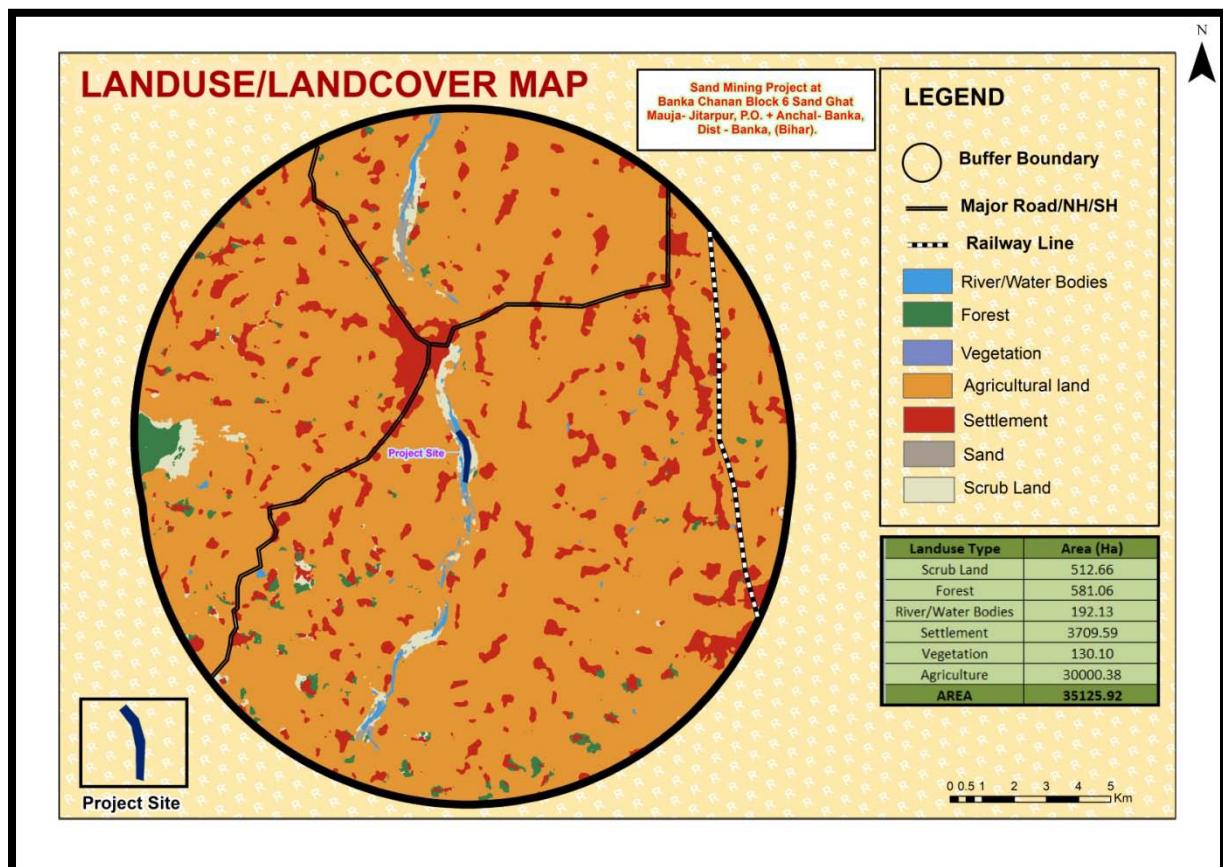 N
LANDUSE/LANDCOVER MAP
Sand Mining Project at
Banka Chanan Block 6 Sand Ghat
Mauja- Jitarpur, P.O. + Anchal- Banka,
Dist - Banka, (Bihar).
LEGEND
Buffer Boundary
Major Road/NH/SH
Railway Line
River/Water Bodies
Forest
Vegetation
Agricultural land
Settlement
Sand
Scrub Land
Project Site
Landuse Type Area (Ha)
Scrub Land 512.66
Forest 581.06
River/Water Bodies 192.13
Settlement 3709.59
Vegetation 130.10
Agriculture 30000.38
AREA 35125.92
Project Site
0 0.5 1 2 3 4 5
Km